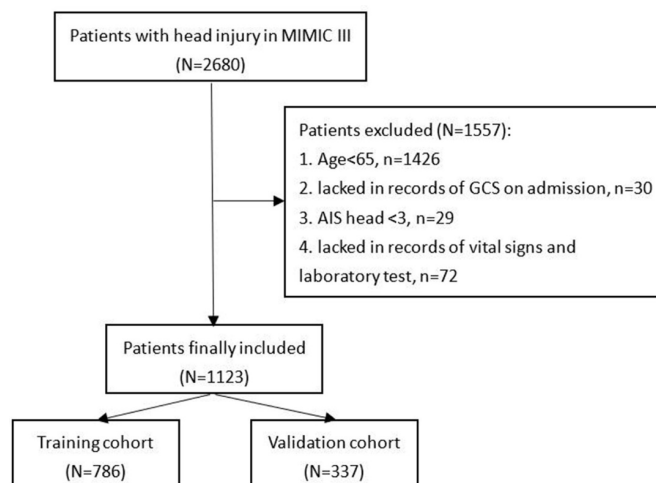 Patients with head injury in MIMIC III
(N=2680)
Patients excluded (N=1557):
1. Age<65, n=1426
2. lacked in records of GCS on admission, n=30
3. AIS head <3, n=29
4. lacked in records of vital signs and
laboratory test, n=72
Patients finally included
(N=1123)
Training cohort
(N=786)
Validation cohort
(N=337)